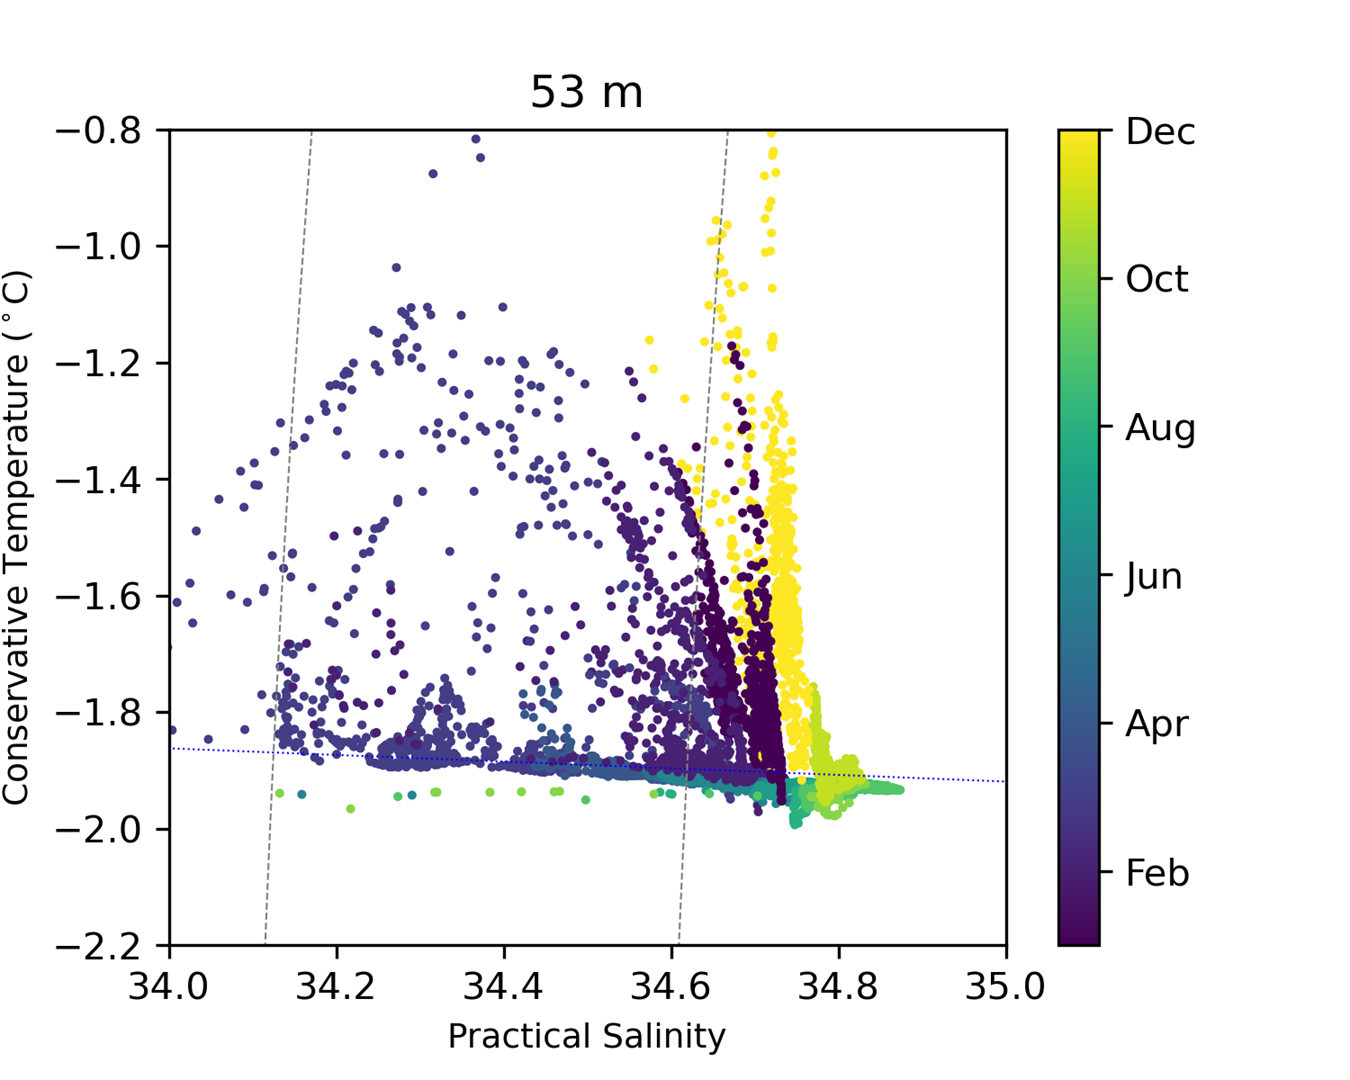 53 m
Conservative Temperature (°C)
−0.8
−1.0
−1.2
−1.4
−1.6
−1.8
−2.0
−2.2
34.0 34.2 34.4 34.6 34.8 35.0
Practical Salinity
Dec
Oct
Aug
Jun
Apr
Feb